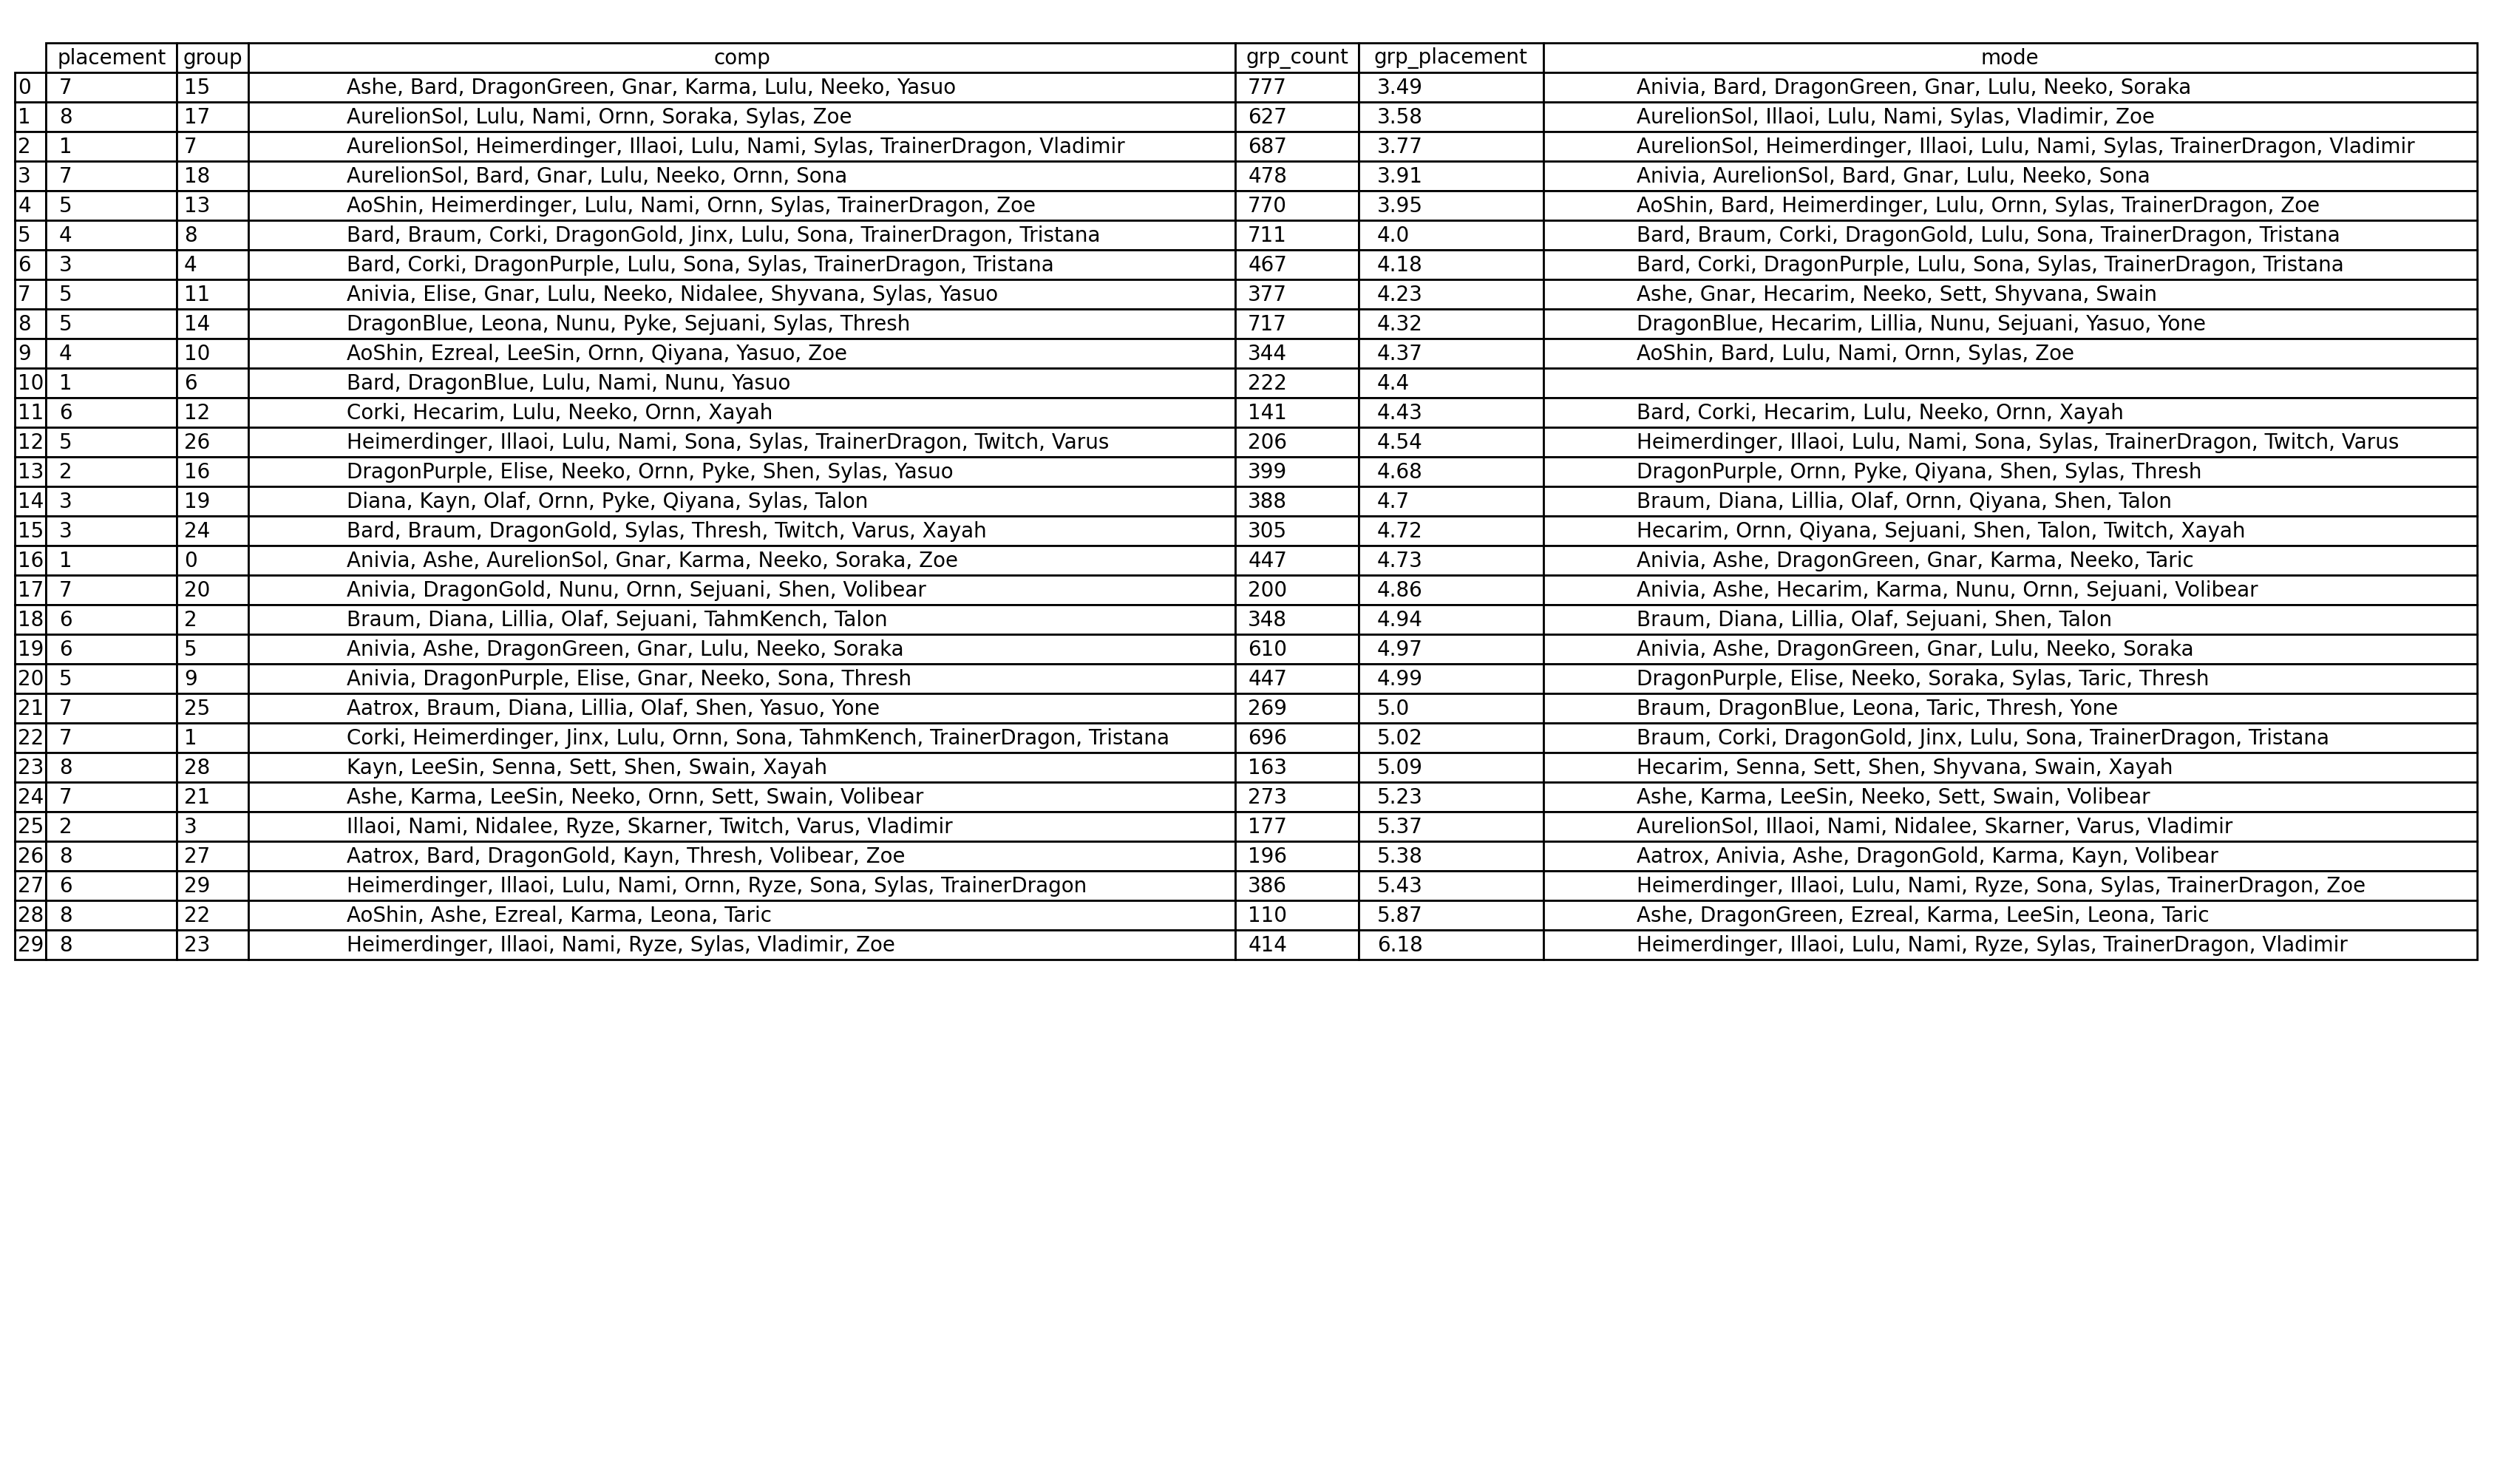 placement group comp grp_count grp_placement mode
0 7 15 Ashe, Bard, DragonGreen, Gnar, Karma, Lulu, Neeko, Yasuo 777 3.49 Anivia, Bard, DragonGreen, Gnar, Lulu, Neeko, Soraka
1 8 17 AurelionSol, Lulu, Nami, Ornn, Soraka, Sylas, Zoe 627 3.58 AurelionSol, Illaoi, Lulu, Nami, Sylas, Vladimir, Zoe
2 1 7 AurelionSol, Heimerdinger, Illaoi, Lulu, Nami, Sylas, TrainerDragon, Vladimir 687 3.77 AurelionSol, Heimerdinger, Illaoi, Lulu, Nami, Sylas, TrainerDragon, Vladimir
3 7 18 AurelionSol, Bard, Gnar, Lulu, Neeko, Ornn, Sona 478 3.91 Anivia, AurelionSol, Bard, Gnar, Lulu, Neeko, Sona
4 5 13 AoShin, Heimerdinger, Lulu, Nami, Ornn, Sylas, TrainerDragon, Zoe 770 3.95 AoShin, Bard, Heimerdinger, Lulu, Ornn, Sylas, TrainerDragon, Zoe
5 4 8 Bard, Braum, Corki, DragonGold, Jinx, Lulu, Sona, TrainerDragon, Tristana 711 4.0 Bard, Braum, Corki, DragonGold, Lulu, Sona, TrainerDragon, Tristana
6 3 4 Bard, Corki, DragonPurple, Lulu, Sona, Sylas, TrainerDragon, Tristana 467 4.18 Bard, Corki, DragonPurple, Lulu, Sona, Sylas, TrainerDragon, Tristana
7 5 11 Anivia, Elise, Gnar, Lulu, Neeko, Nidalee, Shyvana, Sylas, Yasuo 377 4.23 Ashe, Gnar, Hecarim, Neeko, Sett, Shyvana, Swain
8 5 14 DragonBlue, Leona, Nunu, Pyke, Sejuani, Sylas, Thresh 717 4.32 DragonBlue, Hecarim, Lillia, Nunu, Sejuani, Yasuo, Yone
9 4 10 AoShin, Ezreal, LeeSin, Ornn, Qiyana, Yasuo, Zoe 344 4.37 AoShin, Bard, Lulu, Nami, Ornn, Sylas, Zoe
10 1 6 Bard, DragonBlue, Lulu, Nami, Nunu, Yasuo 222 4.4
11 6 12 Corki, Hecarim, Lulu, Neeko, Ornn, Xayah 141 4.43 Bard, Corki, Hecarim, Lulu, Neeko, Ornn, Xayah
12 5 26 Heimerdinger, Illaoi, Lulu, Nami, Sona, Sylas, TrainerDragon, Twitch, Varus 206 4.54 Heimerdinger, Illaoi, Lulu, Nami, Sona, Sylas, TrainerDragon, Twitch, Varus
13 2 16 DragonPurple, Elise, Neeko, Ornn, Pyke, Shen, Sylas, Yasuo 399 4.68 DragonPurple, Ornn, Pyke, Qiyana, Shen, Sylas, Thresh
14 3 19 Diana, Kayn, Olaf, Ornn, Pyke, Qiyana, Sylas, Talon 388 4.7 Braum, Diana, Lillia, Olaf, Ornn, Qiyana, Shen, Talon
15 3 24 Bard, Braum, DragonGold, Sylas, Thresh, Twitch, Varus, Xayah 305 4.72 Hecarim, Ornn, Qiyana, Sejuani, Shen, Talon, Twitch, Xayah
16 1 0 Anivia, Ashe, AurelionSol, Gnar, Karma, Neeko, Soraka, Zoe 447 4.73 Anivia, Ashe, DragonGreen, Gnar, Karma, Neeko, Taric
17 7 20 Anivia, DragonGold, Nunu, Ornn, Sejuani, Shen, Volibear 200 4.86 Anivia, Ashe, Hecarim, Karma, Nunu, Ornn, Sejuani, Volibear
18 6 2 Braum, Diana, Lillia, Olaf, Sejuani, TahmKench, Talon 348 4.94 Braum, Diana, Lillia, Olaf, Sejuani, Shen, Talon
19 6 5 Anivia, Ashe, DragonGreen, Gnar, Lulu, Neeko, Soraka 610 4.97 Anivia, Ashe, DragonGreen, Gnar, Lulu, Neeko, Soraka
20 5 9 Anivia, DragonPurple, Elise, Gnar, Neeko, Sona, Thresh 447 4.99 DragonPurple, Elise, Neeko, Soraka, Sylas, Taric, Thresh
21 7 25 Aatrox, Braum, Diana, Lillia, Olaf, Shen, Yasuo, Yone 269 5.0 Braum, DragonBlue, Leona, Taric, Thresh, Yone
22 7 1 Corki, Heimerdinger, Jinx, Lulu, Ornn, Sona, TahmKench, TrainerDragon, Tristana 696 5.02 Braum, Corki, DragonGold, Jinx, Lulu, Sona, TrainerDragon, Tristana
23 8 28 Kayn, LeeSin, Senna, Sett, Shen, Swain, Xayah 163 5.09 Hecarim, Senna, Sett, Shen, Shyvana, Swain, Xayah
24 7 21 Ashe, Karma, LeeSin, Neeko, Ornn, Sett, Swain, Volibear 273 5.23 Ashe, Karma, LeeSin, Neeko, Sett, Swain, Volibear
25 2 3 Illaoi, Nami, Nidalee, Ryze, Skarner, Twitch, Varus, Vladimir 177 5.37 AurelionSol, Illaoi, Nami, Nidalee, Skarner, Varus, Vladimir
26 8 27 Aatrox, Bard, DragonGold, Kayn, Thresh, Volibear, Zoe 196 5.38 Aatrox, Anivia, Ashe, DragonGold, Karma, Kayn, Volibear
27 6 29 Heimerdinger, Illaoi, Lulu, Nami, Ornn, Ryze, Sona, Sylas, TrainerDragon 386 5.43 Heimerdinger, Illaoi, Lulu, Nami, Ryze, Sona, Sylas, TrainerDragon, Zoe
28 8 22 AoShin, Ashe, Ezreal, Karma, Leona, Taric 110 5.87 Ashe, DragonGreen, Ezreal, Karma, LeeSin, Leona, Taric
29 8 23 Heimerdinger, Illaoi, Nami, Ryze, Sylas, Vladimir, Zoe 414 6.18 Heimerdinger, Illaoi, Lulu, Nami, Ryze, Sylas, TrainerDragon, Vladimir